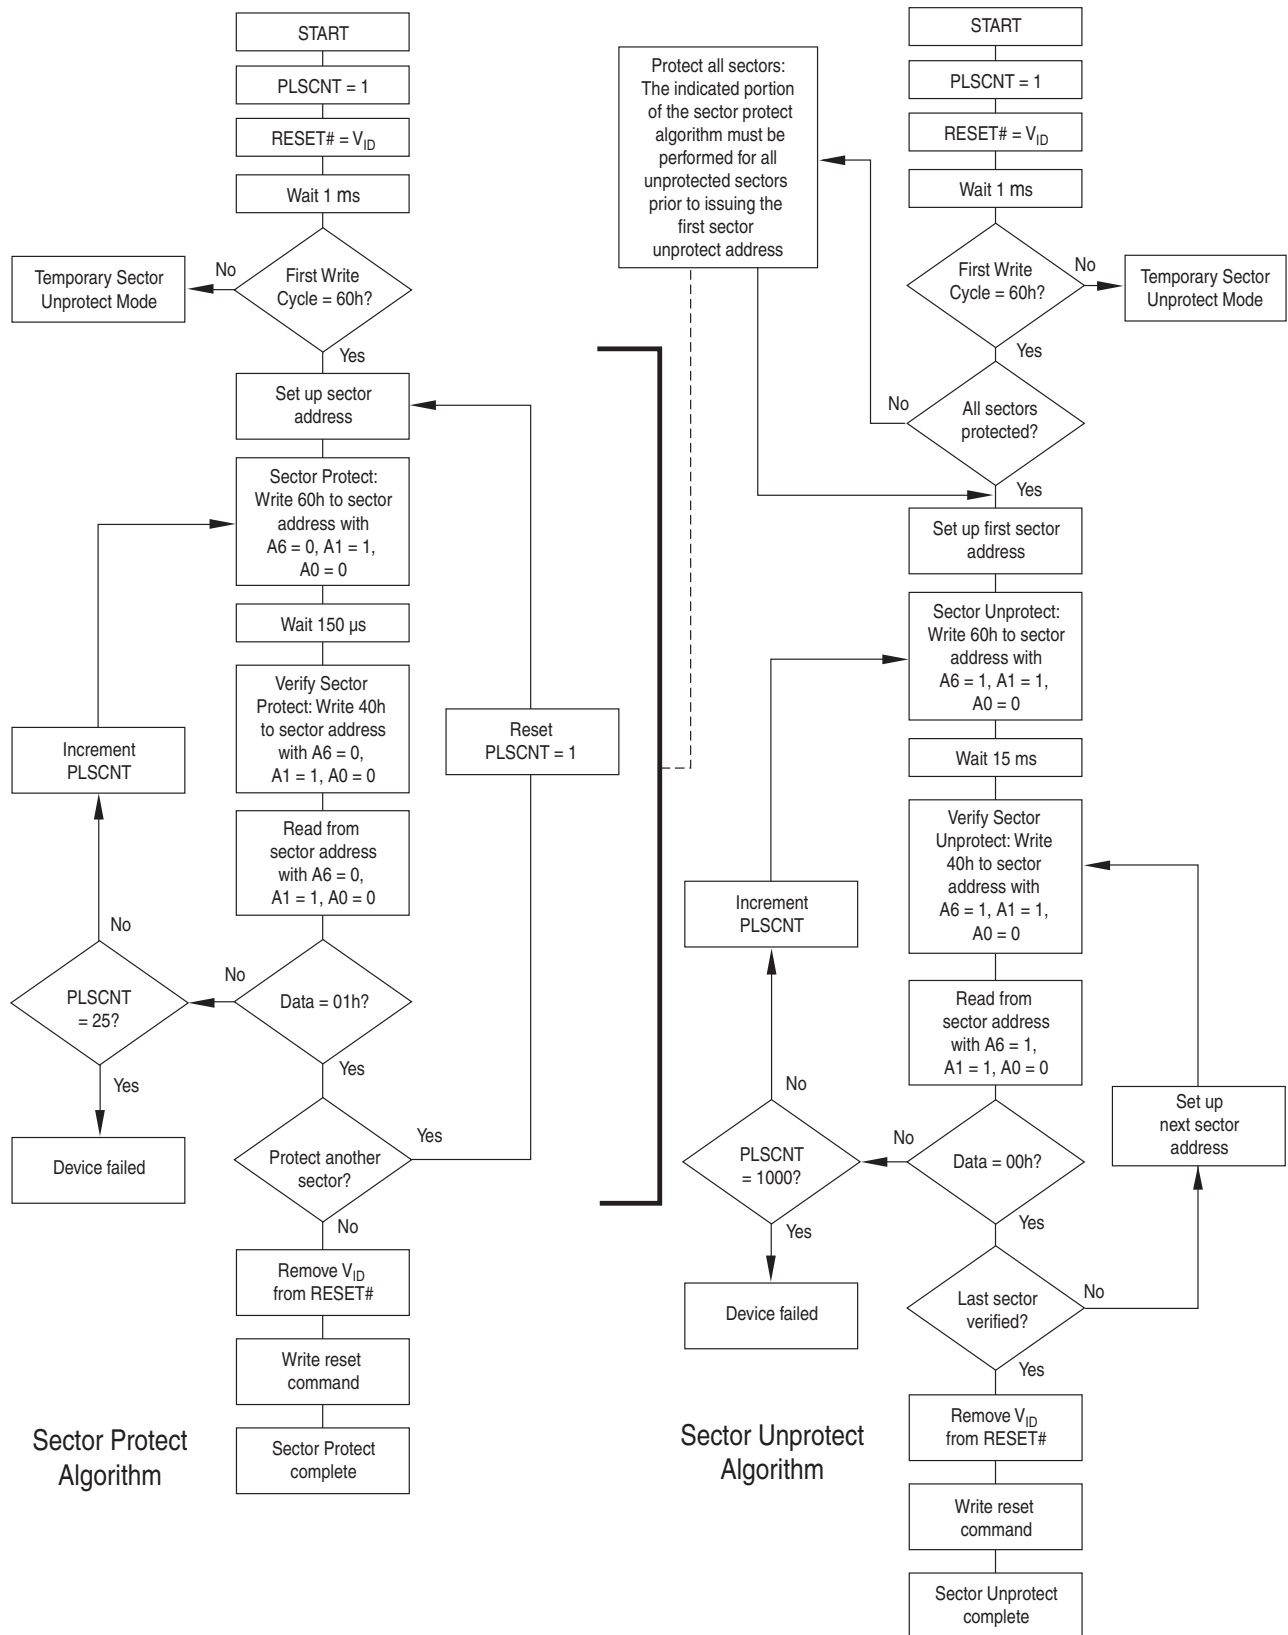 START
PLSCNT = 1
RESET# = VID
Wait 1 ms
First Write
Cycle = 60h?
No
Temporary Sector
Unprotect Mode
Yes
Set up sector
address
Sector Protect:
Write 60h to sector
address with
A6 = 0, A1 = 1,
A0 = 0
Wait 150 µs
Verify Sector
Protect: Write 40h
to sector address
with A6 = 0,
A1 = 1, A0 = 0
Reset
PLSCNT = 1
Increment
PLSCNT
Read from
sector address
with A6 = 0,
A1 = 1, A0 = 0
No
No
PLSCNT
= 25?
Data = 01h?
Yes
Yes
Device failed
Protect another
sector?
Yes
No
Remove VID
from RESET#
Write reset
command
Sector Protect
complete
Sector Protect
Algorithm
Protect all sectors:
The indicated portion
of the sector protect
algorithm must be
performed for all
unprotected sectors
prior to issuing the
first sector
unprotect address
START
PLSCNT = 1
RESET# = VID
Wait 1 ms
First Write
Cycle = 60h?
No
Temporary Sector
Unprotect Mode
Yes
No
All sectors
protected?
Yes
Set up first sector
address
Sector Unprotect:
Write 60h to sector
address with
A6 = 1, A1 = 1,
A0 = 0
Wait 15 ms
Verify Sector
Unprotect: Write
40h to sector
address with
A6 = 1, A1 = 1,
A0 = 0
Increment
PLSCNT
Read from
sector address
with A6 = 1,
A1 = 1, A0 = 0
No
No
PLSCNT
= 1000?
Data = 00h?
Set up
next sector
address
Yes
Yes
Device failed
Last sector
verified?
No
Yes
Remove VID
from RESET#
Write reset
command
Sector Unprotect
complete
Sector Unprotect
Algorithm